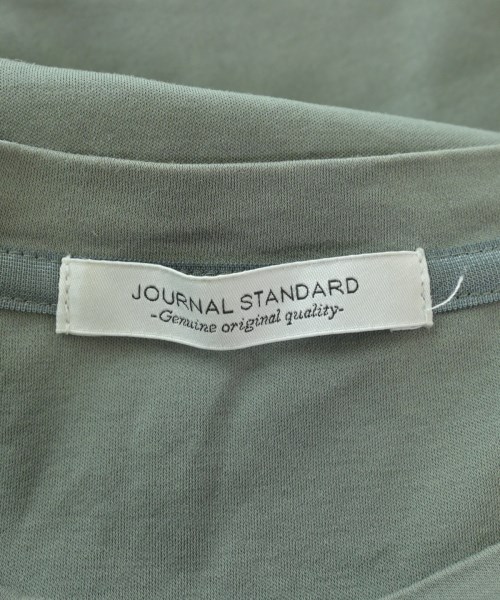 JOURNAL STANDARD
-Genuine original quality-